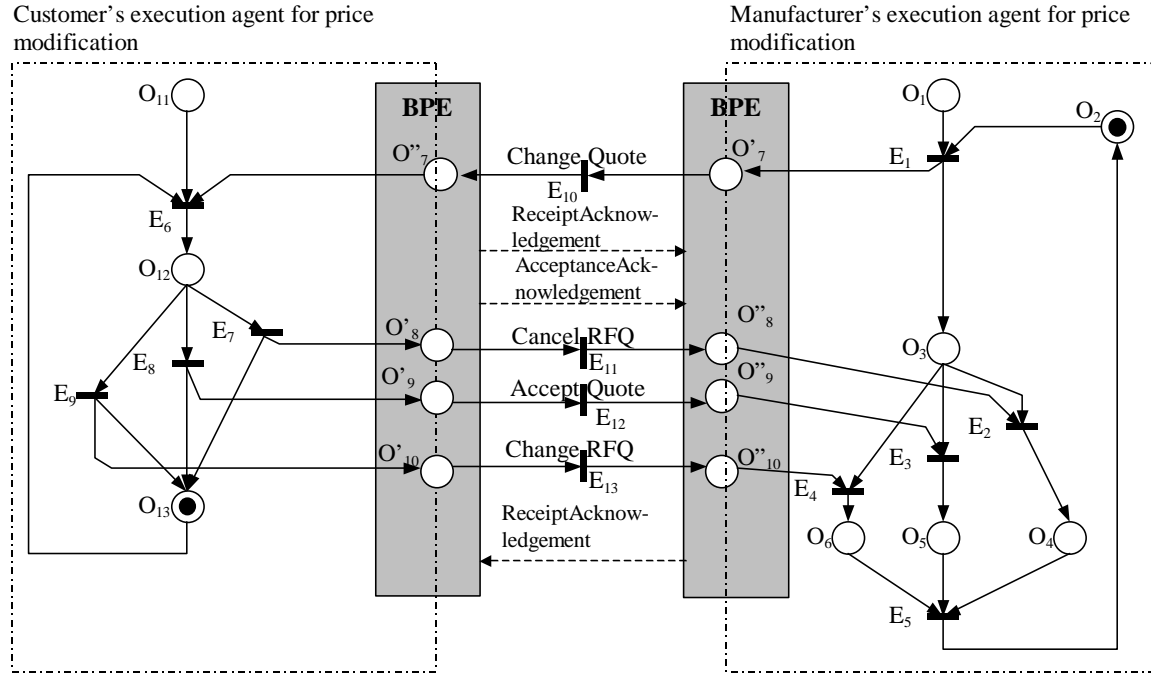 Customer's execution agent for price
modification
Manufacturer's execution agent for price
modification
O11
BPE
BPE
O1
O2
O"7
Change Quote
O'7
E1
E10
E6
ReceiptAcknow-
ledgement
O12
AcceptanceAck-
nowledgement
E7
O'8
Cancel RFQ
O"8
E8
E11
O3
E9
O'9
Accept Quote
O"9
E12
E2
O'10
Change RFQ
O"10
E3
E13
E4
O13
ReceiptAcknow-
ledgement
O6
O5
O4
E5